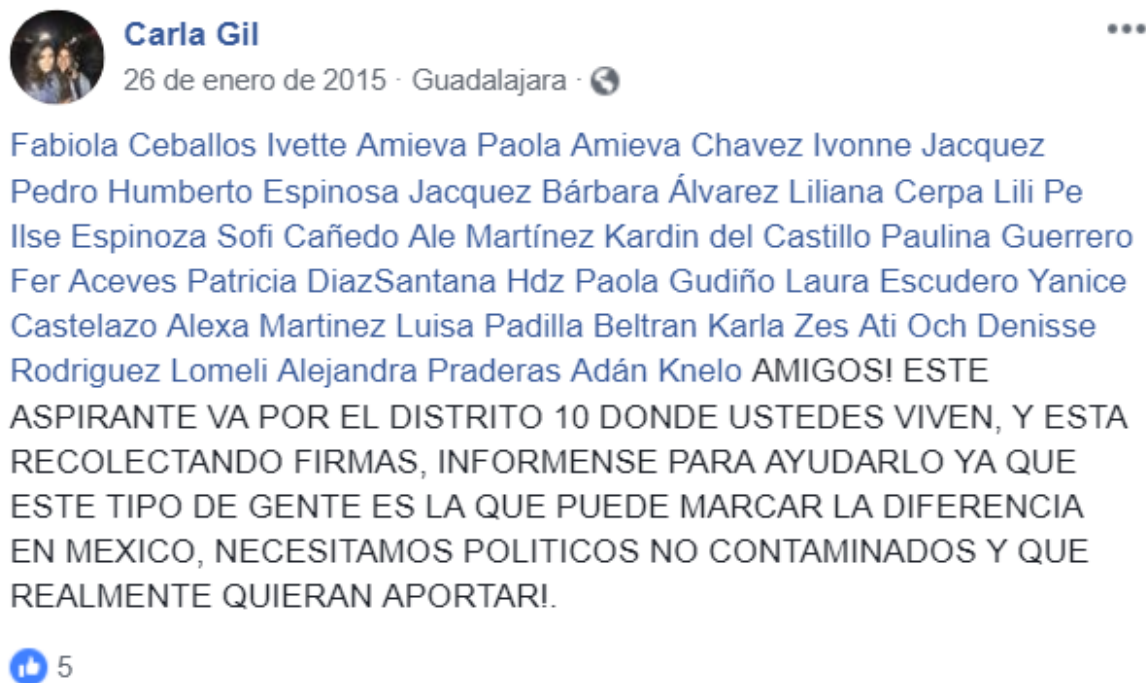 Carla Gil
26 de enero de 2015 · Guadalajara ·
Fabiola Ceballos Ivette Amieva Paola Amieva Chavez Ivonne Jacquez
Pedro Humberto Espinosa Jacquez Bárbara Álvarez Liliana Cerpa Lili Pe
Ilse Espinoza Sofi Cañedo Ale Martínez Kardin del Castillo Paulina Guerrero
Fer Aceves Patricia DiazSantana Hdz Paola Gudiño Laura Escudero Yanice
Castelazo Alexa Martinez Luisa Padilla Beltran Karla Zes Ati Och Denisse
Rodriguez Lomeli Alejandra Praderas Adán Knelo AMIGOS! ESTE
ASPIRANTE VA POR EL DISTRITO 10 DONDE USTEDES VIVEN, Y ESTA
RECOLECTANDO FIRMAS, INFORMENSE PARA AYUDARLO YA QUE
ESTE TIPO DE GENTE ES LA QUE PUEDE MARCAR LA DIFERENCIA
EN MEXICO, NECESITAMOS POLITICOS NO CONTAMINADOS Y QUE
REALMENTE QUIERAN APORTAR!.
5